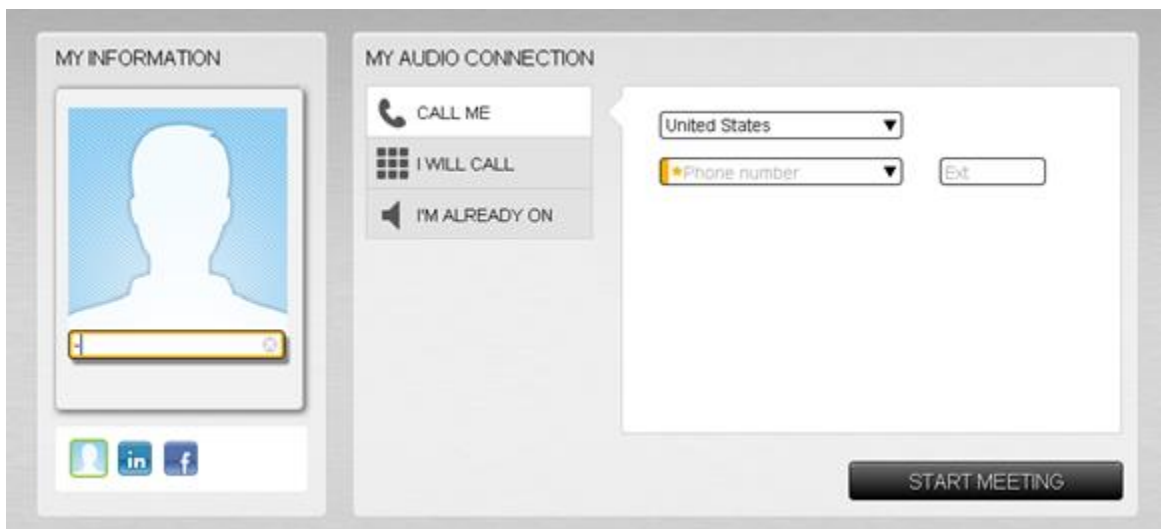 MY INFORMATION
-
in f
MY AUDIO CONNECTION
CALL ME
I WILL CALL
I'M ALREADY ON
United States
*Phone number
Ext
START MEETING